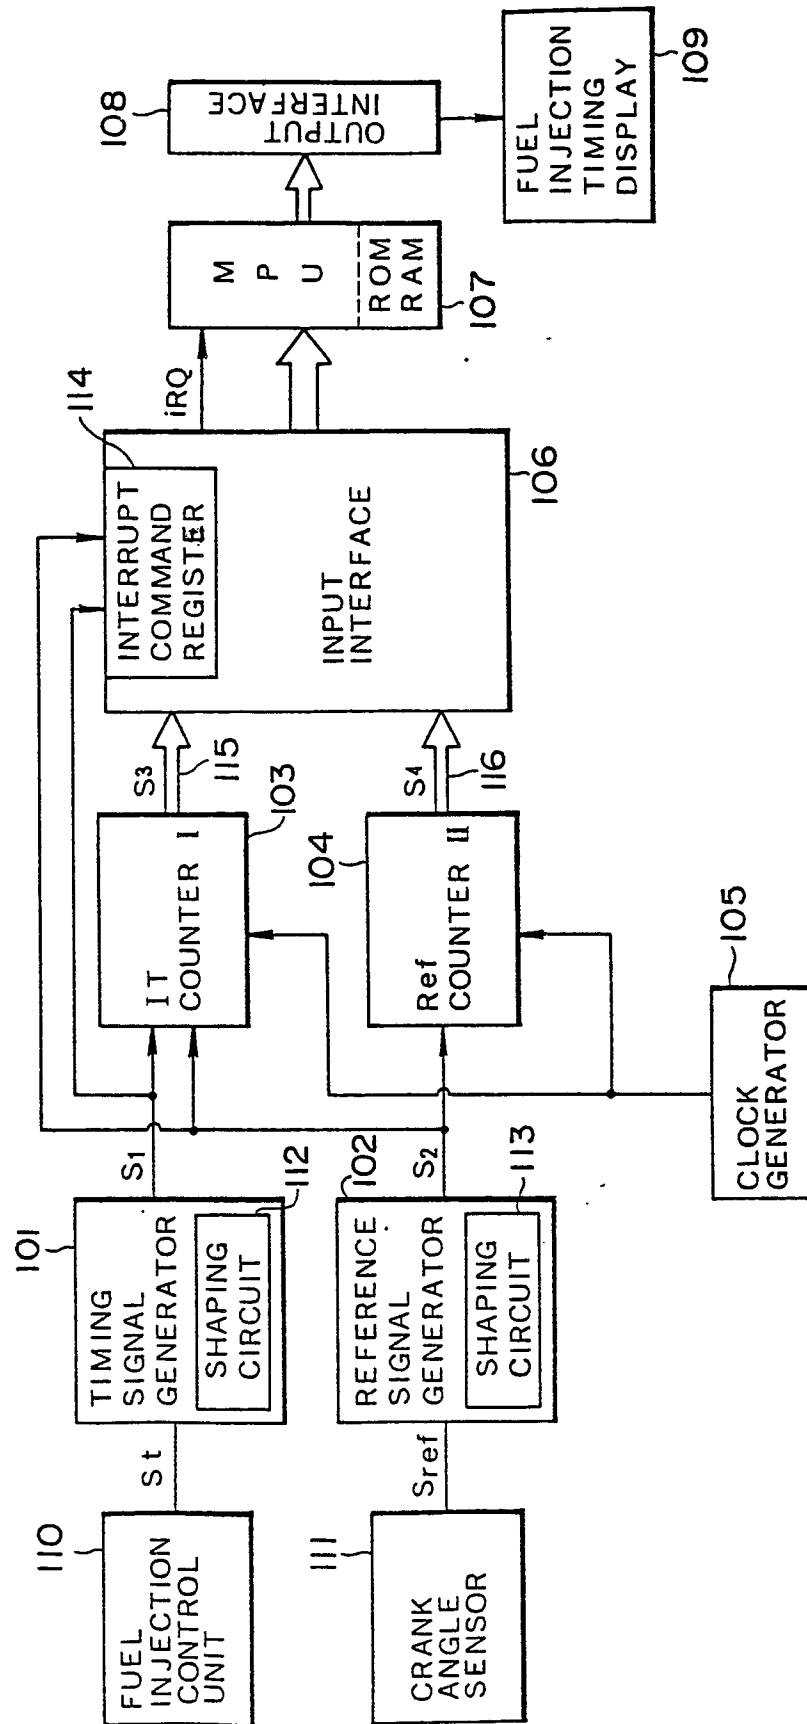 110
FUEL
INJECTION
CONTROL
UNIT
St
101
TIMING
SIGNAL
GENERATOR
SHAPING
CIRCUIT
112
S1
111
CRANK
ANGLE
SENSOR
Sref
102
REFERENCE
SIGNAL
GENERATOR
SHAPING
CIRCUIT
113
S2
IT
COUNTER I
103
S3
115
104
Ref
COUNTER II
S4
116
105
CLOCK
GENERATOR
114
INTERRUPT
COMMAND
REGISTER
INPUT
INTERFACE
106
iRQ
M P U
ROM
RAM
107
108
OUTPUT
INTERFACE
FUEL
INJECTION
TIMING
DISPLAY
109